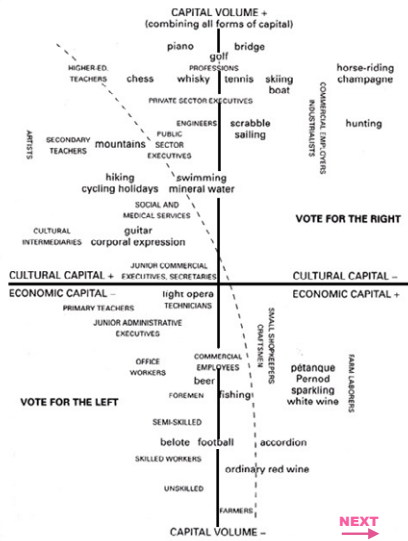 CAPITAL VOLUME +
(combining all forms of capital)
piano
bridge
golf
HIGHER-ED.
TEACHERS
PROFESSIONS
chess
whisky
tennis
skiing
boat
horse-riding
champagne
PRIVATE SECTOR EXECUTIVES
COMMERCIAL EMPLOYERS
INDUSTRIALISTS
ARTISTS
SECONDARY
TEACHERS
mountains
ENGINEERS
PUBLIC
SECTOR
EXECUTIVES
scrabble
sailing
hunting
hiking
cycling holidays
swimming
mineral water
SOCIAL AND
MEDICAL SERVICES
VOTE FOR THE RIGHT
CULTURAL
INTERMEDIARIES
guitar
corporal expression
JUNIOR COMMERCIAL
EXECUTIVES, SECRETARIES
CULTURAL CAPITAL +
CULTURAL CAPITAL –
ECONOMIC CAPITAL –
ECONOMIC CAPITAL +
light opera
TECHNICIANS
PRIMARY TEACHERS
JUNIOR ADMINISTRATIVE
EXECUTIVES
SMALL SHOPKEEPERS
CRAFTSMEN
OFFICE
WORKERS
COMMERCIAL
EMPLOYEES
beer
pétanque
Pernod
sparkling
white wine
FARM LABORERS
VOTE FOR THE LEFT
FOREMEN
fishing
SEMI-SKILLED
belote
football
accordion
SKILLED WORKERS
ordinary red wine
UNSKILLED
FARMERS
CAPITAL VOLUME –
NEXT